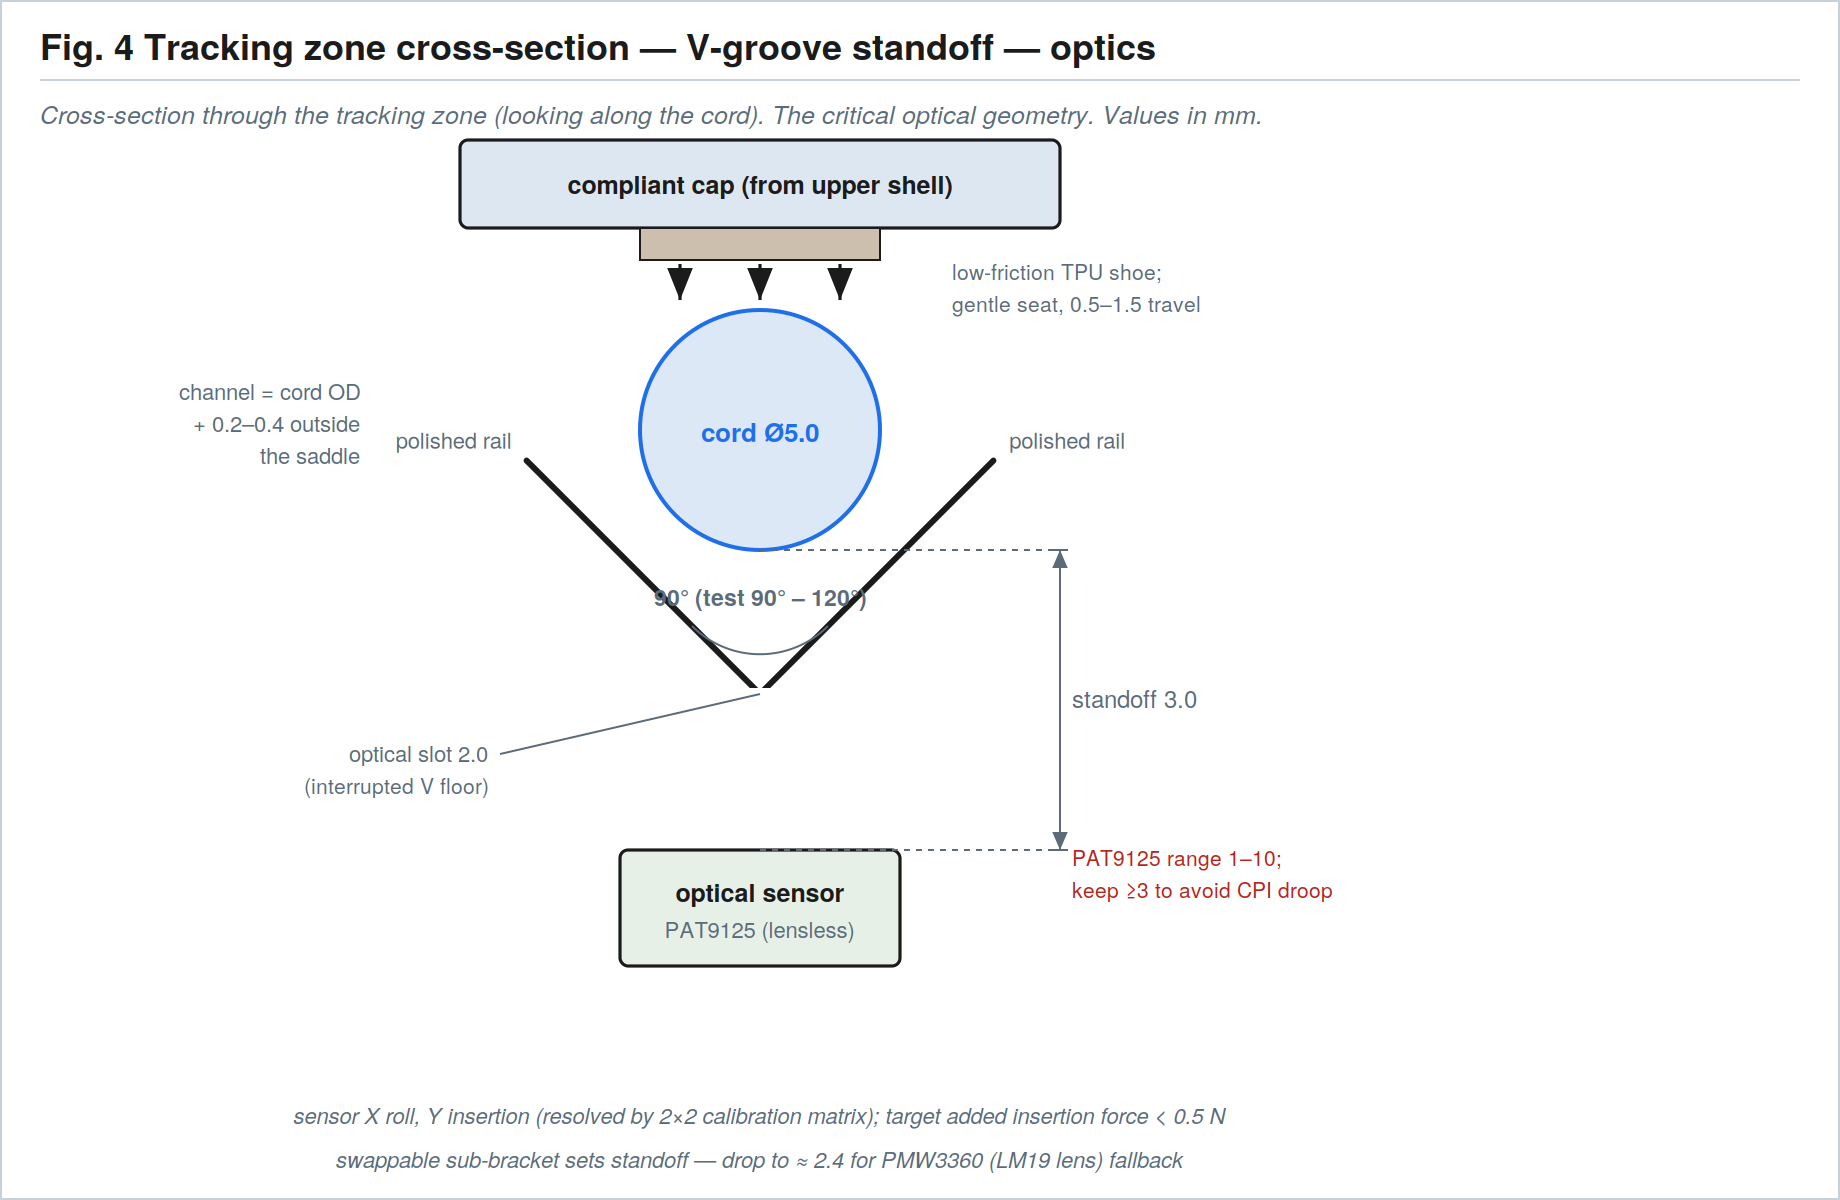 Fig. 4 Tracking zone cross-section — V-groove standoff — optics
Cross-section through the tracking zone (looking along the cord). The critical optical geometry. Values in mm.
compliant cap (from upper shell)
low-friction TPU shoe;
gentle seat, 0.5–1.5 travel
channel = cord OD
+ 0.2–0.4 outside
the saddle
polished rail
cord Ø5.0
polished rail
90° (test 90° – 120°)
standoff 3.0
optical slot 2.0
(interrupted V floor)
PAT9125 range 1–10;
keep ≥3 to avoid CPI droop
optical sensor
PAT9125 (lensless)
sensor X roll, Y insertion (resolved by 2×2 calibration matrix); target added insertion force < 0.5 N
swappable sub-bracket sets standoff — drop to ≈ 2.4 for PMW3360 (LM19 lens) fallback